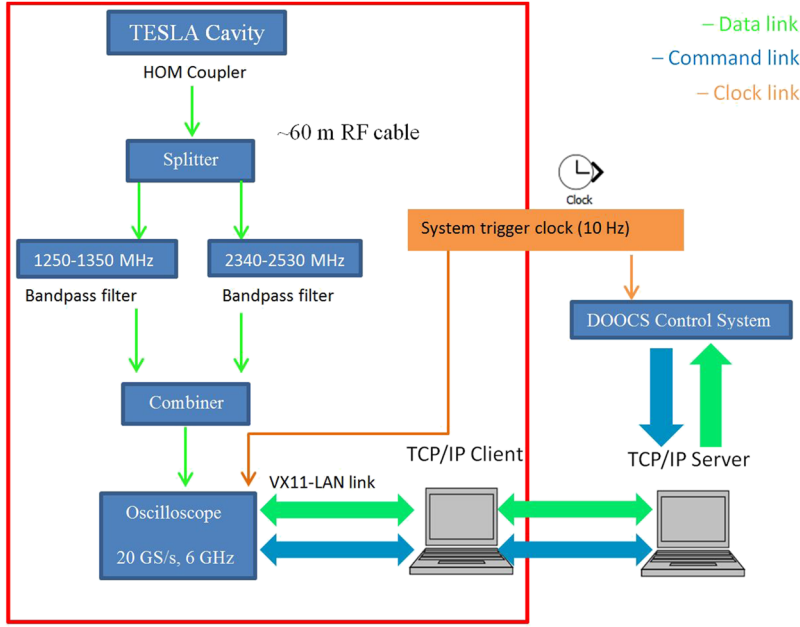 TESLA Cavity
HOM Coupler
– Data link
– Command link
– Clock link
~60 m RF cable
Splitter
Clock
System trigger clock (10 Hz)
1250-1350 MHz
2340-2530 MHz
Bandpass filter
Bandpass filter
DOOCS Control System
Combiner
TCP/IP Client
TCP/IP Server
VX11-LAN link
Oscilloscope
20 GS/s, 6 GHz